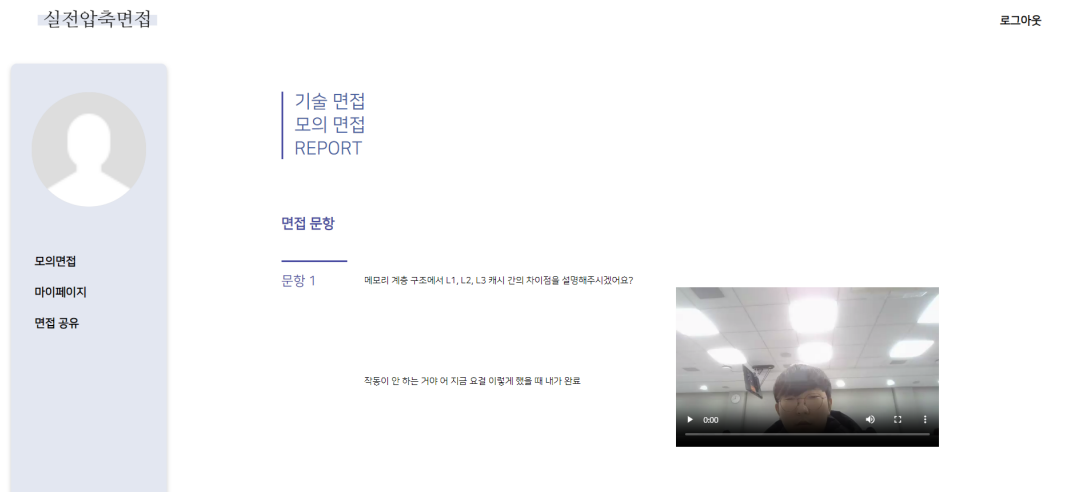 실전압축면접
로그아웃
모의면접
마이페이지
면접 공유
기술 면접
모의 면접
REPORT
면접 문항
문항 1
메모리 계층 구조에서 L1, L2, L3 캐시 간의 차이점을 설명해주시겠어요?
작동이 안 하는 거야 어 지금 요걸 이렇게 했을 때 내가 완료
0:00